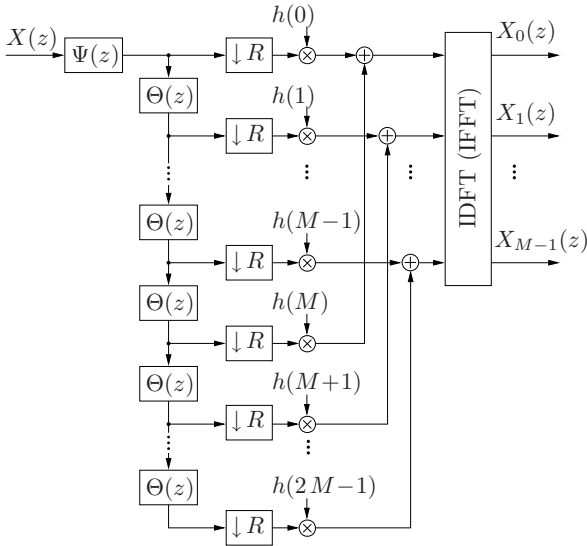 h(0)
X(z) Ψ(z) ↓R × + X_0(z)
Θ(z)
h(1)
↓R × + X_1(z)
IDFT (IFFT)
Θ(z)
h(M−1)
↓R × + X_{M−1}(z)
Θ(z)
h(M)
↓R ×
Θ(z)
h(M+1)
↓R ×
Θ(z)
h(2M−1)
↓R ×